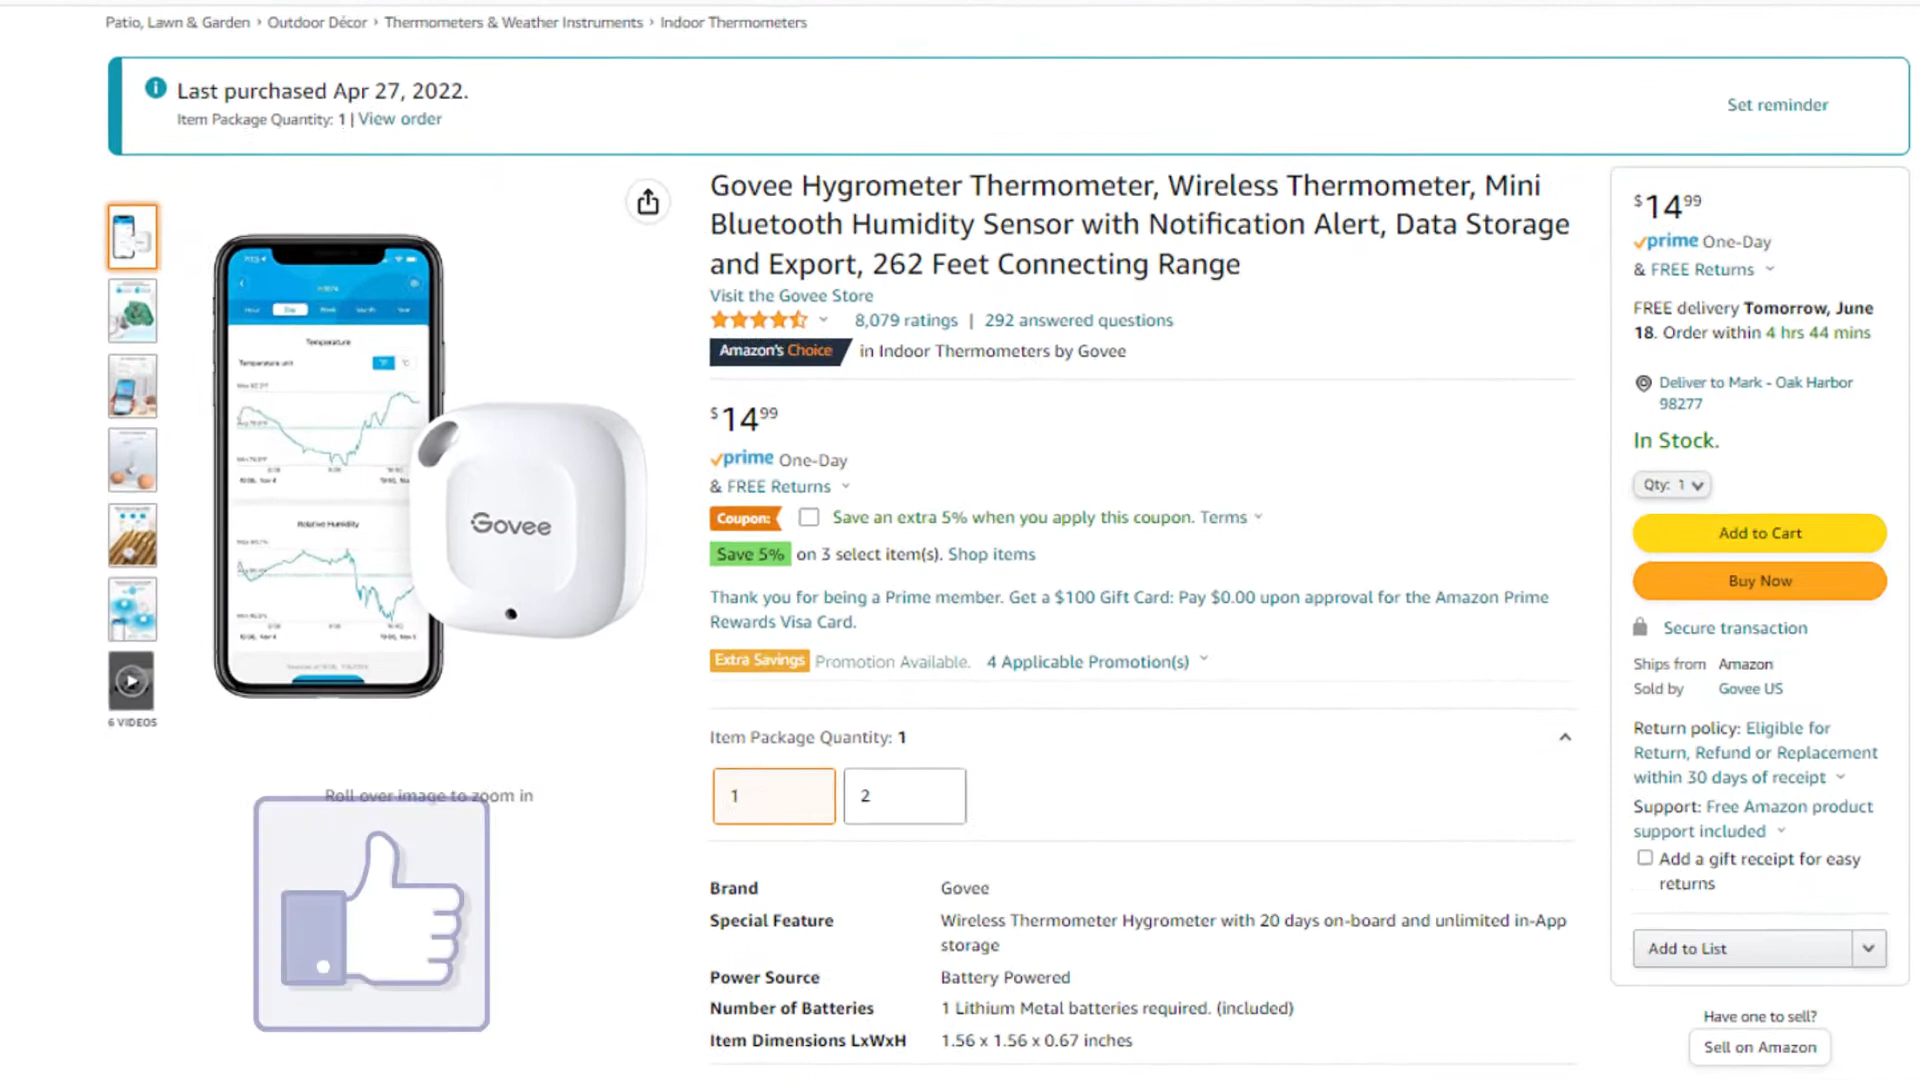 Patio, Lawn & Garden › Outdoor Décor › Thermometers & Weather Instruments › Indoor Thermometers
Last purchased Apr 27, 2022.
Item Package Quantity: 1 | View order
Set reminder
Govee Hygrometer Thermometer, Wireless Thermometer, Mini
Bluetooth Humidity Sensor with Notification Alert, Data Storage
and Export, 262 Feet Connecting Range
Visit the Govee Store
8,079 ratings | 292 answered questions
Amazon's Choice in Indoor Thermometers by Govee
$14 99
prime One-Day
& FREE Returns
Coupon: Save an extra 5% when you apply this coupon. Terms
Save 5% on 3 select item(s). Shop items
Thank you for being a Prime member. Get a $100 Gift Card: Pay $0.00 upon approval for the Amazon Prime
Rewards Visa Card.
Extra Savings Promotion Available. 4 Applicable Promotion(s)
Item Package Quantity: 1
1
2
Brand Govee
Special Feature Wireless Thermometer Hygrometer with 20 days on-board and unlimited in-App
storage
Power Source Battery Powered
Number of Batteries 1 Lithium Metal batteries required. (included)
Item Dimensions LxWxH 1.56 x 1.56 x 0.67 inches
Temperature
Temperature unit
Relative Humidity
Govee
6 VIDEOS
Roll over image to zoom in
$14 99
prime One-Day
& FREE Returns
FREE delivery Tomorrow, June
18. Order within 4 hrs 44 mins
Deliver to Mark - Oak Harbor
98277
In Stock.
Qty: 1
Add to Cart
Buy Now
Secure transaction
Ships from Amazon
Sold by Govee US
Return policy: Eligible for
Return, Refund or Replacement
within 30 days of receipt
Support: Free Amazon product
support included
Add a gift receipt for easy
returns
Add to List
Have one to sell?
Sell on Amazon